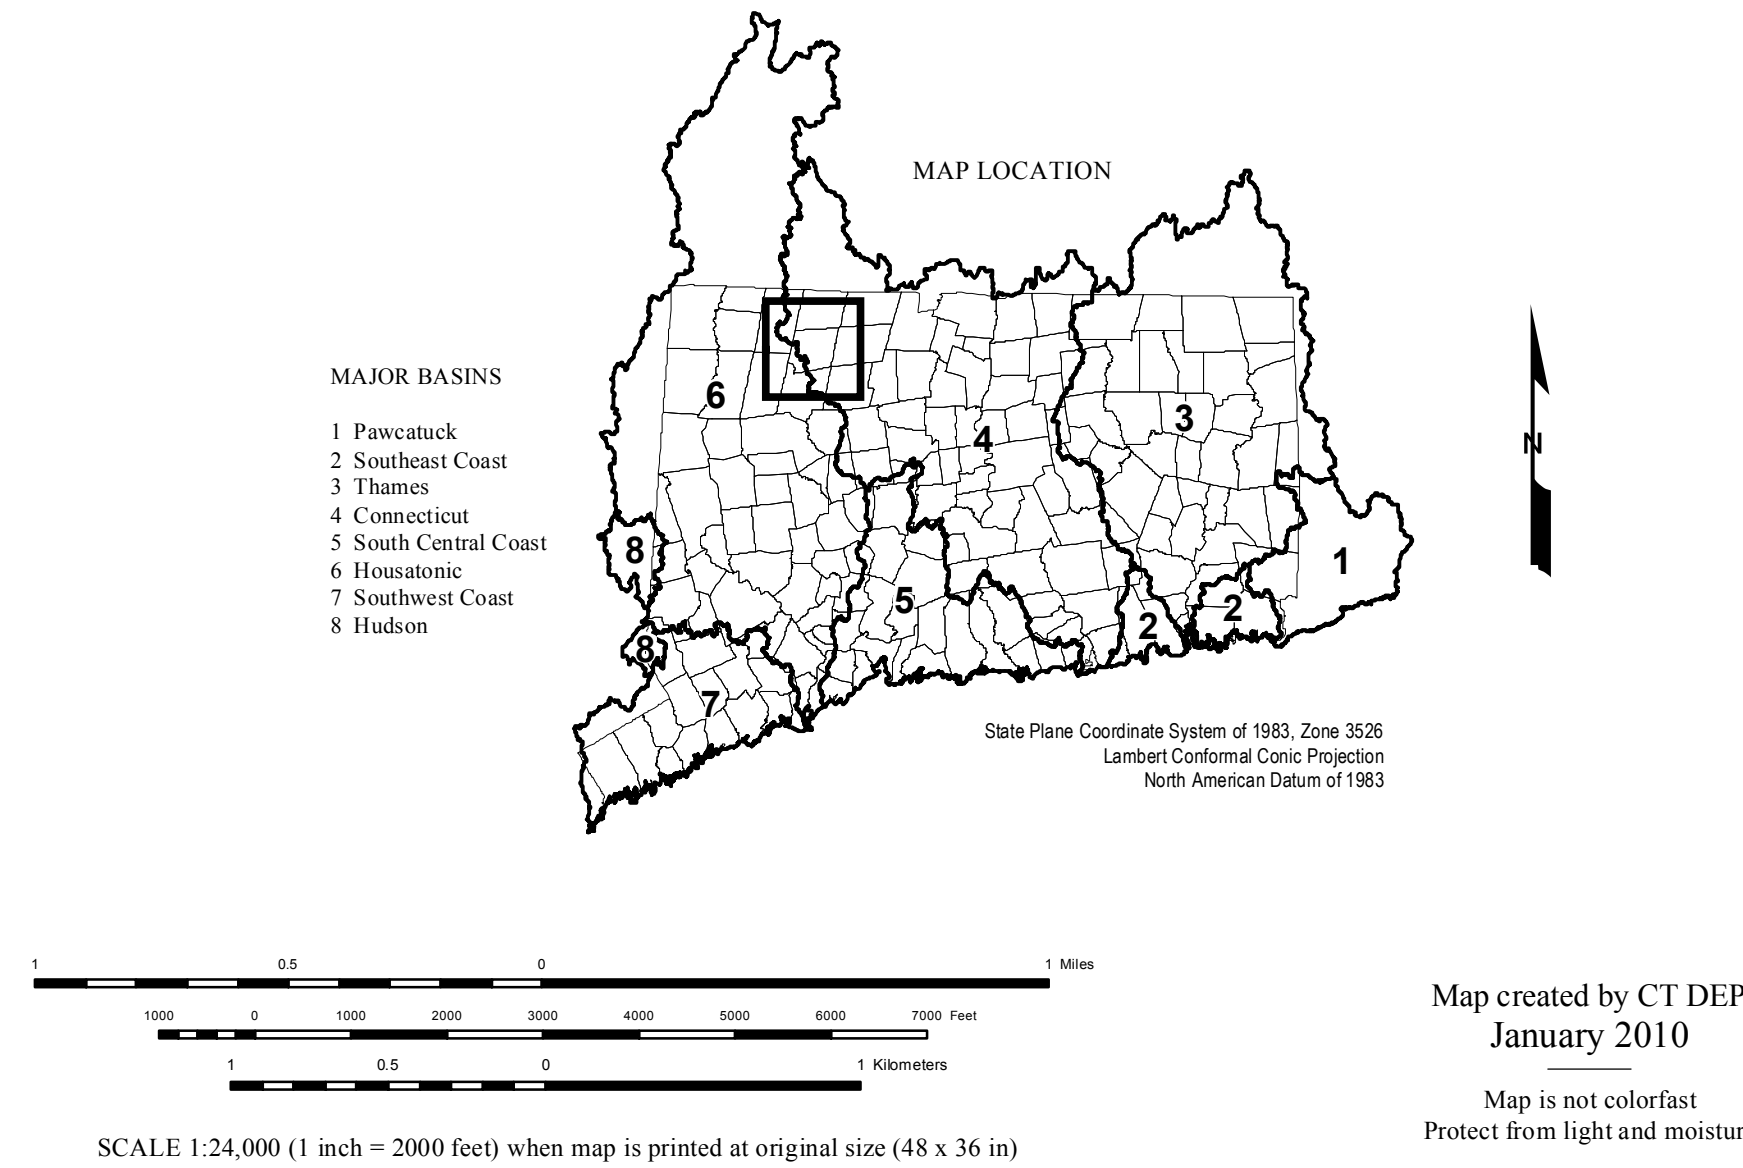 MAP LOCATION
MAJOR BASINS
1 Pawcatuck
2 Southeast Coast
3 Thames
4 Connecticut
5 South Central Coast
6 Housatonic
7 Southwest Coast
8 Hudson
6
4
3
8
1
5
2
2
8
7
N
State Plane Coordinate System of 1983, Zone 3526
Lambert Conformal Conic Projection
North American Datum of 1983
1 0.5 0 1 Miles
1000 0 1000 2000 3000 4000 5000 6000 7000 Feet
1 0.5 0 1 Kilometers
SCALE 1:24,000 (1 inch = 2000 feet) when map is printed at original size (48 x 36 in)
Map created by CT DEP
January 2010
Map is not colorfast
Protect from light and moistur